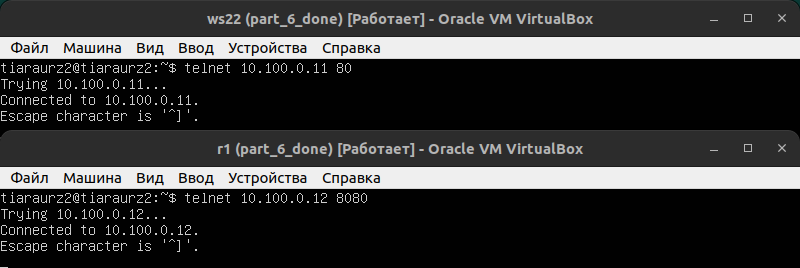 ws22 (part_6_done) [Работает] - Oracle VM VirtualBox
Файл Машина Вид Ввод Устройства Справка
tiaraurz2@tiaraurz2:~$ telnet 10.100.0.11 80
Trying 10.100.0.11...
Connected to 10.100.0.11.
Escape character is '^]'.
r1 (part_6_done) [Работает] - Oracle VM VirtualBox
Файл Машина Вид Ввод Устройства Справка
tiaraurz2@tiaraurz2:~$ telnet 10.100.0.12 8080
Trying 10.100.0.12...
Connected to 10.100.0.12.
Escape character is '^]'.